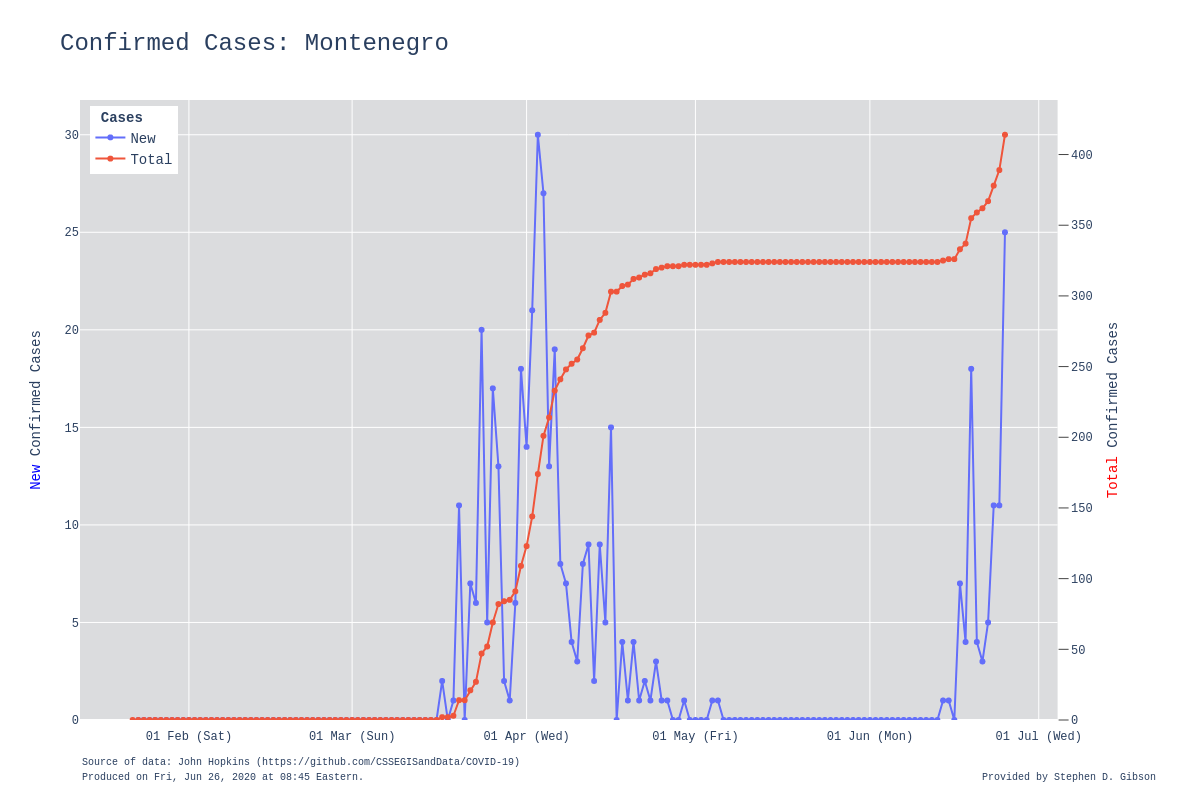 Confirmed Cases: Montenegro
Cases
New
Total
30
25
20
15
10
5
0
400
350
300
250
200
150
100
50
0
New Confirmed Cases
Total Confirmed Cases
01 Feb (Sat) 01 Mar (Sun) 01 Apr (Wed) 01 May (Fri) 01 Jun (Mon) 01 Jul (Wed)
Source of data: John Hopkins (https://github.com/CSSEGISandData/COVID-19)
Produced on Fri, Jun 26, 2020 at 08:45 Eastern.
Provided by Stephen D. Gibson